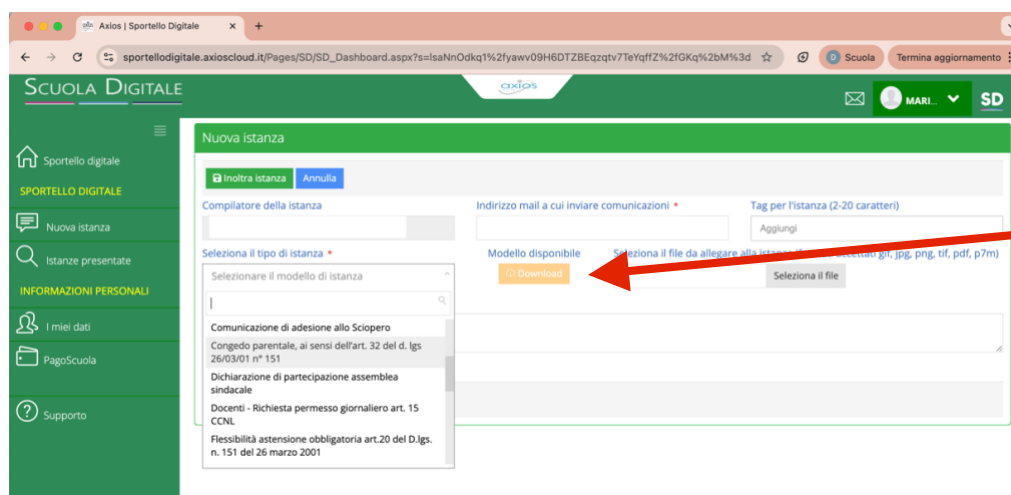 Axios | Sportello Digitale
sportellodigitale.axioscloud.it/Pages/SD/SD_Dashboard.aspx?s=IsaNnOdkq1%2fyawv09H6DTZBEqzqtv7TeYqffZ%2fGKq%2bM%3d
Scuola
Termina aggiornamento
SCUOLA DIGITALE
axios
MARI...
SD
Sportello digitale
SPORTELLO DIGITALE
Nuova istanza
Istanze presentate
INFORMAZIONI PERSONALI
I miei dati
PagoScuola
Supporto
Nuova istanza
Inoltra istanza
Annulla
Compilatore della istanza
Indirizzo mail a cui inviare comunicazioni *
Tag per l'istanza (2-20 caratteri)
Aggiungi
Seleziona il tipo di istanza *
Modello disponibile
Seleziona il file da allegare alla gif, jpg, png, tif, pdf, p7m)
Selezionare il modello di istanza
Download
Seleziona il file
Comunicazione di adesione allo Sciopero
Congedo parentale, ai sensi dell'art. 32 del d. lgs
26/03/01 n° 151
Dichiarazione di partecipazione assemblea
sindacale
Docenti - Richiesta permesso giornaliero art. 15
CCNL
Flessibilità astensione obbligatoria art.20 del D.lgs.
n. 151 del 26 marzo 2001